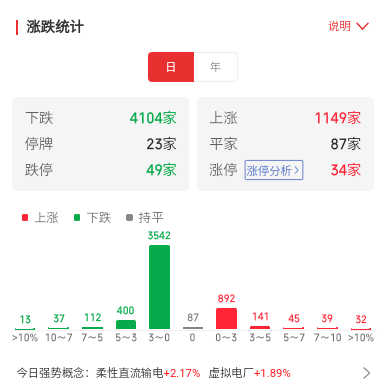 涨跌统计 说明
日 年
下跌 4104家 上涨 1149家
停牌 23家 平家 87家
跌停 49家 涨停 涨停分析 34家
上涨 下跌 持平
3542
892
400
13 37 112 87 141 45 39 32
>10% 10~7 7~5 5~3 3~0 0 0~3 3~5 5~7 7~10 >10%
今日强势概念: 柔性直流输电+2.17% 虚拟电厂+1.89%